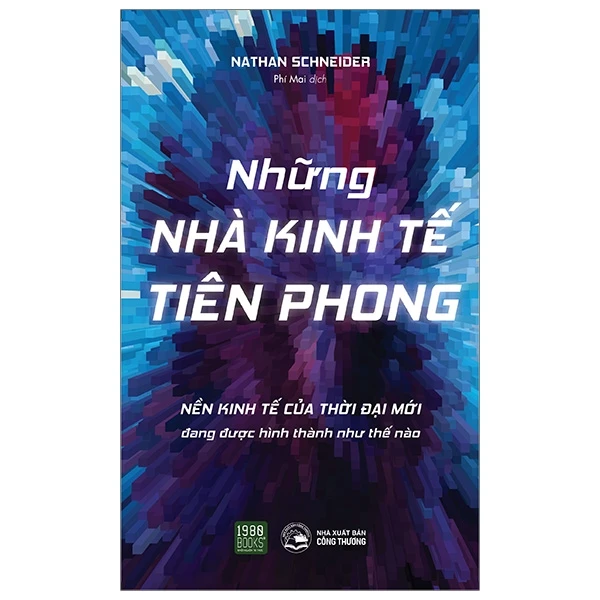 NATHAN SCHNEIDER
Phí Mai dịch
Những
NHÀ KINH TẾ
TIÊN PHONG
NỀN KINH TẾ CỦA THỜI ĐẠI MỚI
đang được hình thành như thế nào
1980
BOOKS
NHÀ XUẤT BẢN
CÔNG THƯƠNG